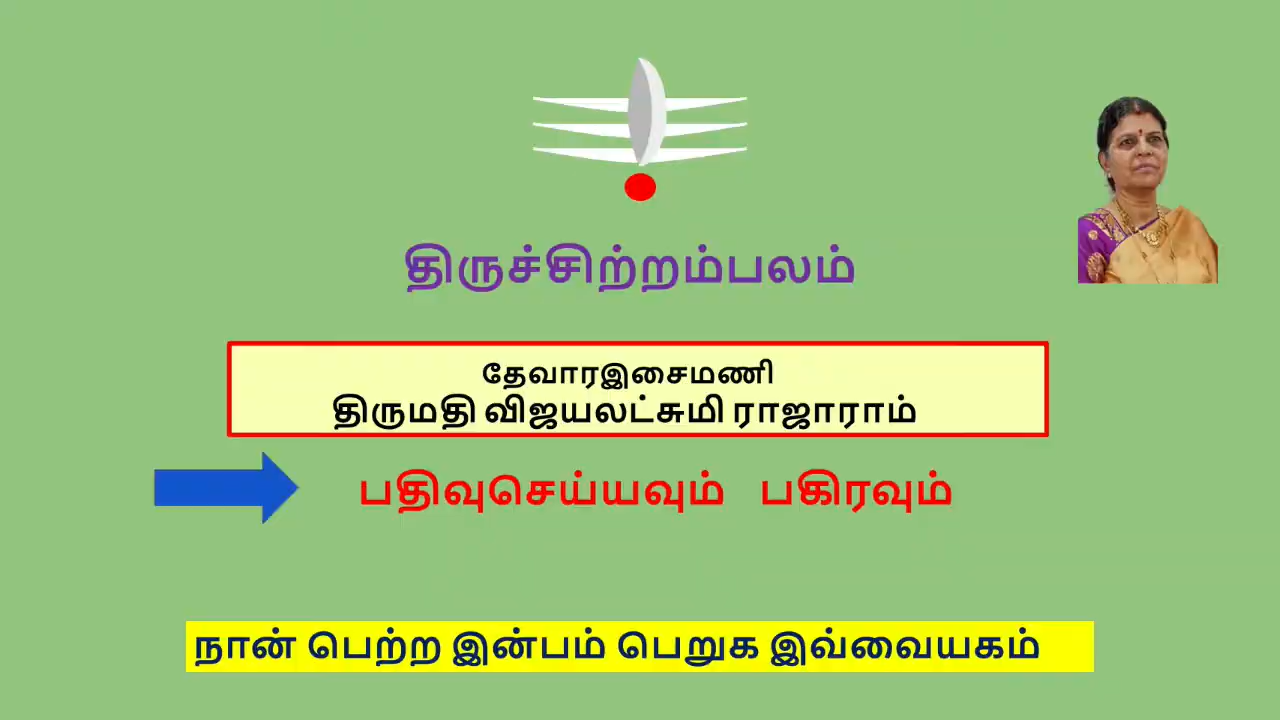 திருச்சிற்றம்பலம்
தேவாரஇசைமணி
திருமதி விஜயலட்சுமி ராஜாராம்
பதிவுசெய்யவும் பகிரவும்
நான் பெற்ற இன்பம் பெறுக இவ்வையகம்